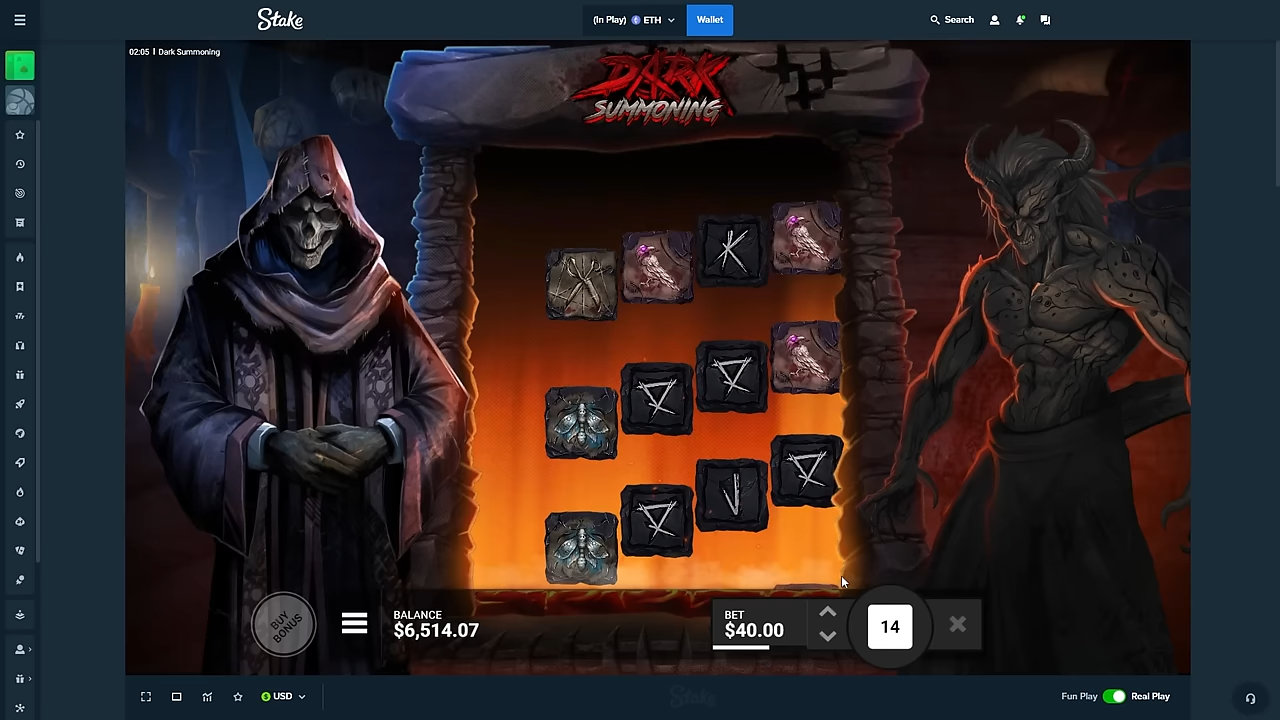 Stake
(In Play) ETH
Wallet
Search
02:05 | Dark Summoning
DARK
SUMMONING
K
J
BUY
BONUS
BALANCE
$6,514.07
BET
$40.00
14
USD
Stake
Fun Play
Real Play